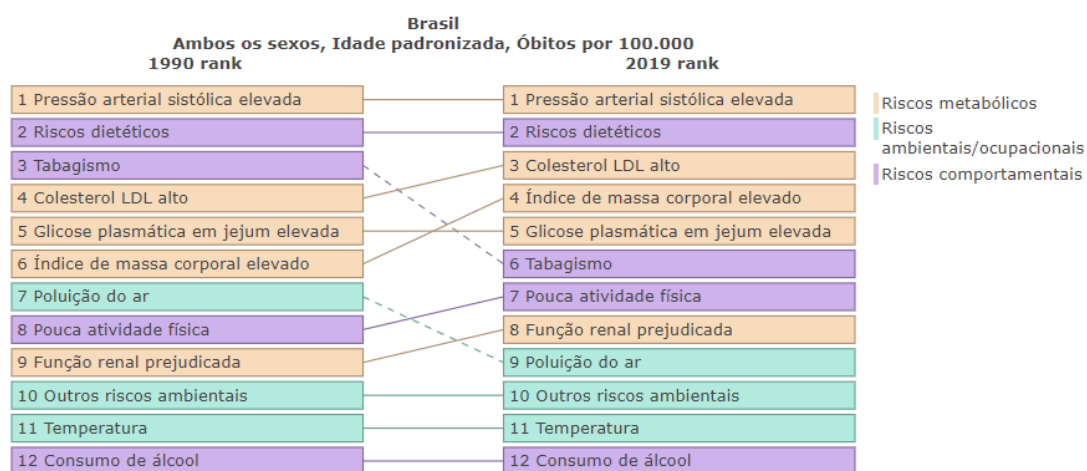 Brasil
Ambos os sexos, Idade padronizada, Óbitos por 100.000
1990 rank
2019 rank
1 Pressão arterial sistólica elevada
2 Riscos dietéticos
3 Tabagismo
4 Colesterol LDL alto
5 Glicose plasmática em jejum elevada
6 Índice de massa corporal elevado
7 Poluição do ar
8 Pouca atividade física
9 Função renal prejudicada
10 Outros riscos ambientais
11 Temperatura
12 Consumo de álcool
1 Pressão arterial sistólica elevada
2 Riscos dietéticos
3 Colesterol LDL alto
4 Índice de massa corporal elevado
5 Glicose plasmática em jejum elevada
6 Tabagismo
7 Pouca atividade física
8 Função renal prejudicada
9 Poluição do ar
10 Outros riscos ambientais
11 Temperatura
12 Consumo de álcool
Riscos metabólicos
Riscos
ambientais/ocupacionais
Riscos comportamentais